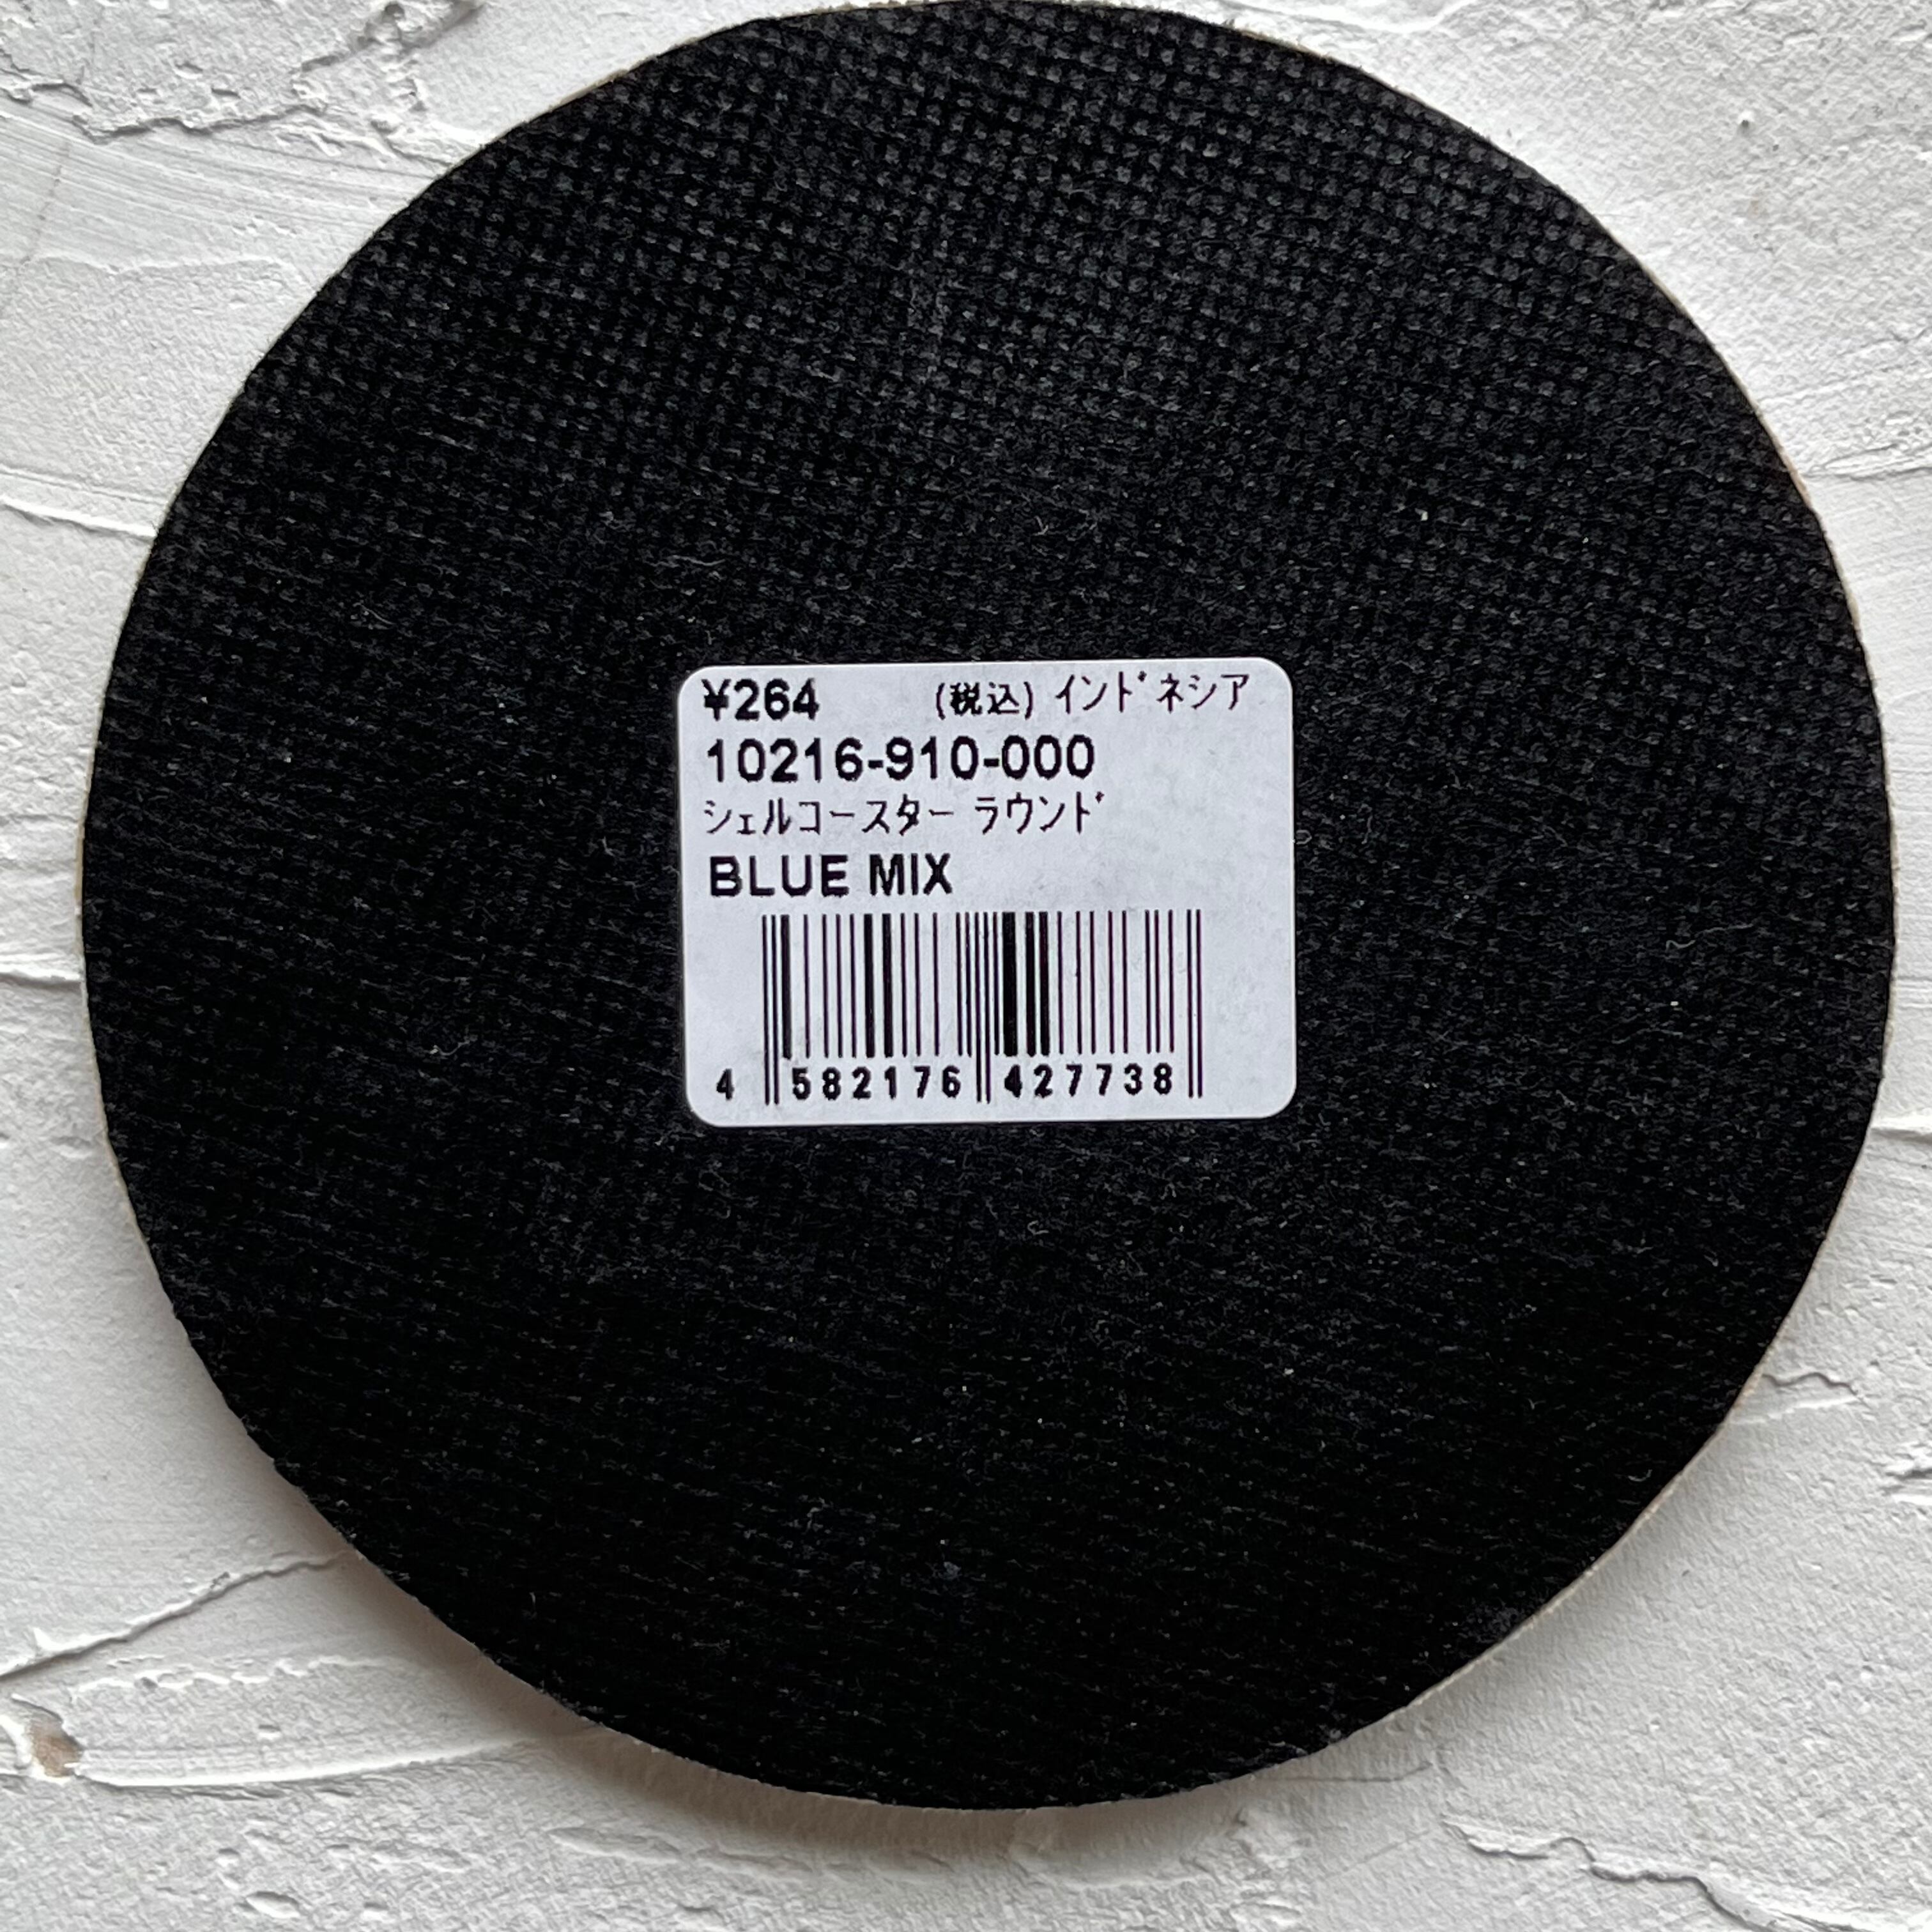 ¥264 (税込) インドネシア
10216-910-000
シェルコースター ラウンド
BLUE MIX
4 582176 427738